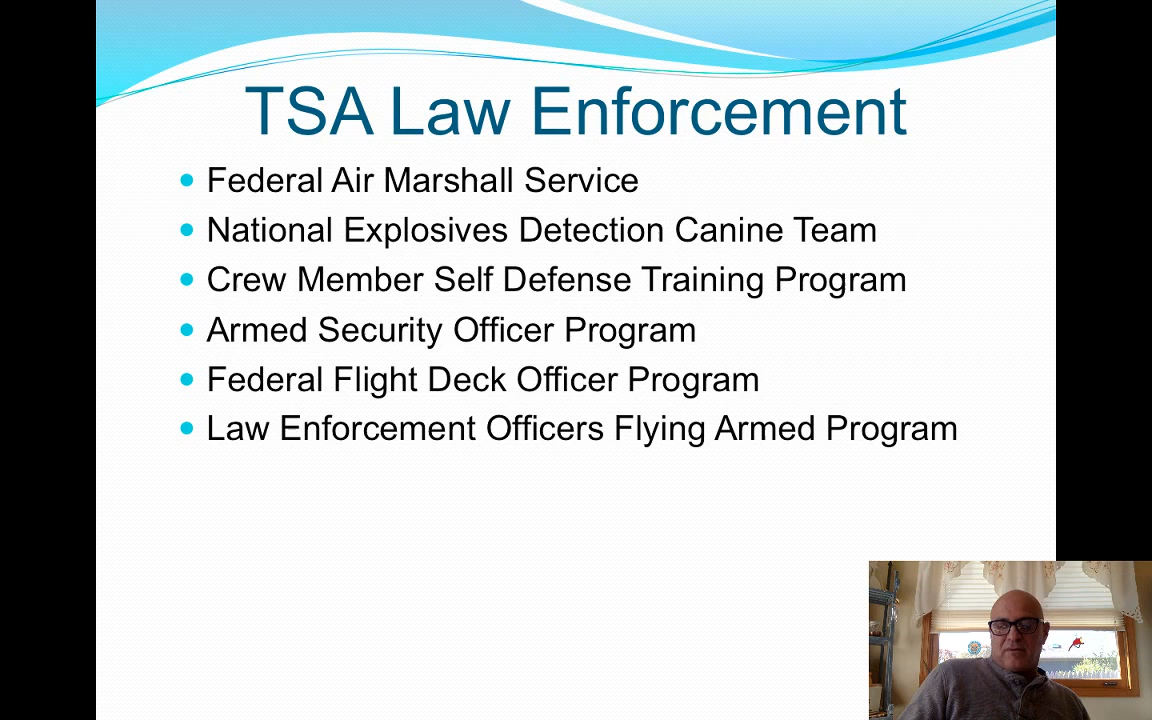 TSA Law Enforcement
Federal Air Marshall Service
National Explosives Detection Canine Team
Crew Member Self Defense Training Program
Armed Security Officer Program
Federal Flight Deck Officer Program
Law Enforcement Officers Flying Armed Program